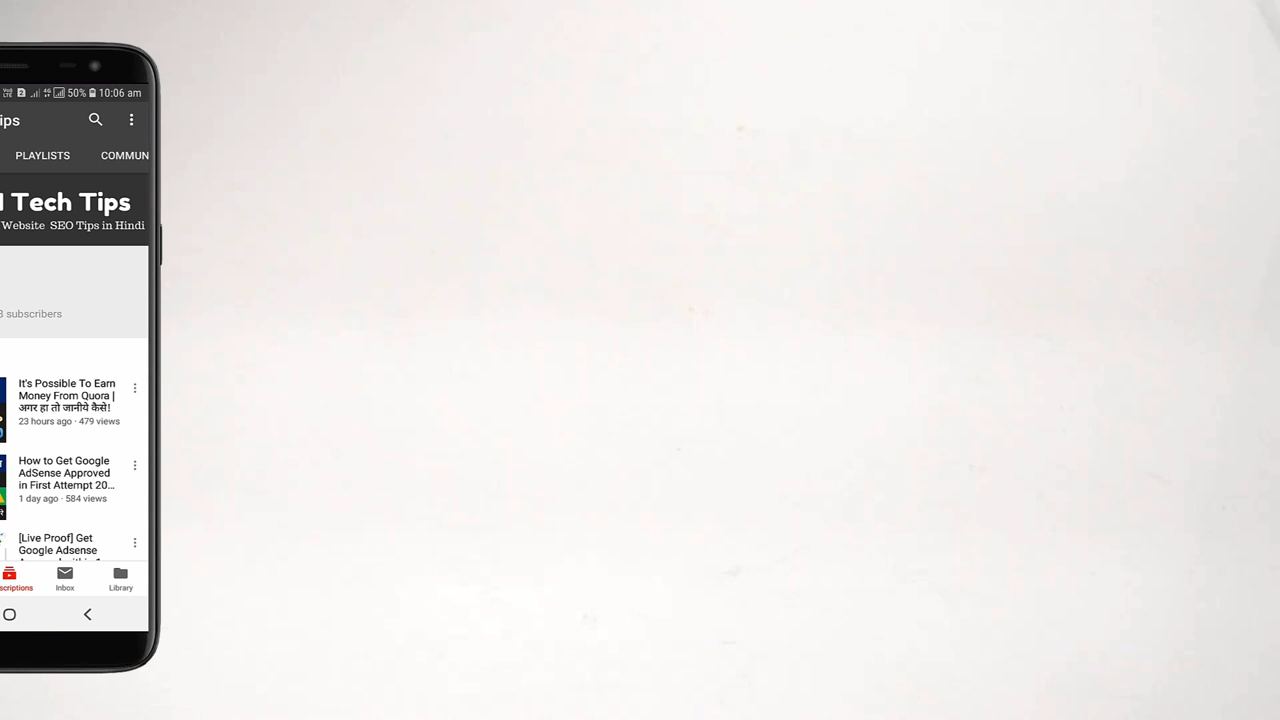 50% 10:06 am
ips
PLAYLISTS COMMUN
Tech Tips
Website SEO Tips in Hindi
subscribers
It's Possible To Earn
Money From Quora |
अगर हा तो जानीये कैसे!
23 hours ago · 479 views
How to Get Google
AdSense Approved
in First Attempt 20...
1 day ago · 584 views
[Live Proof] Get
Google Adsense
scriptions Inbox Library